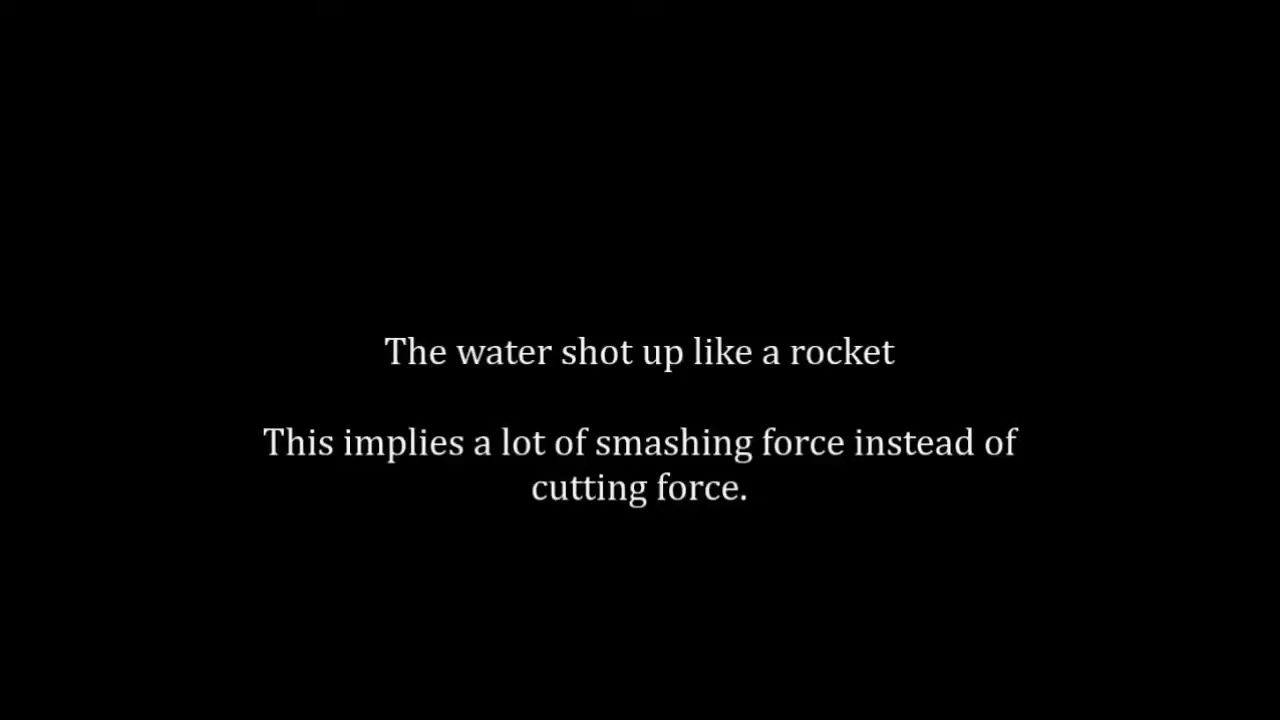 The water shot up like a rocket
This implies a lot of smashing force instead of
cutting force.